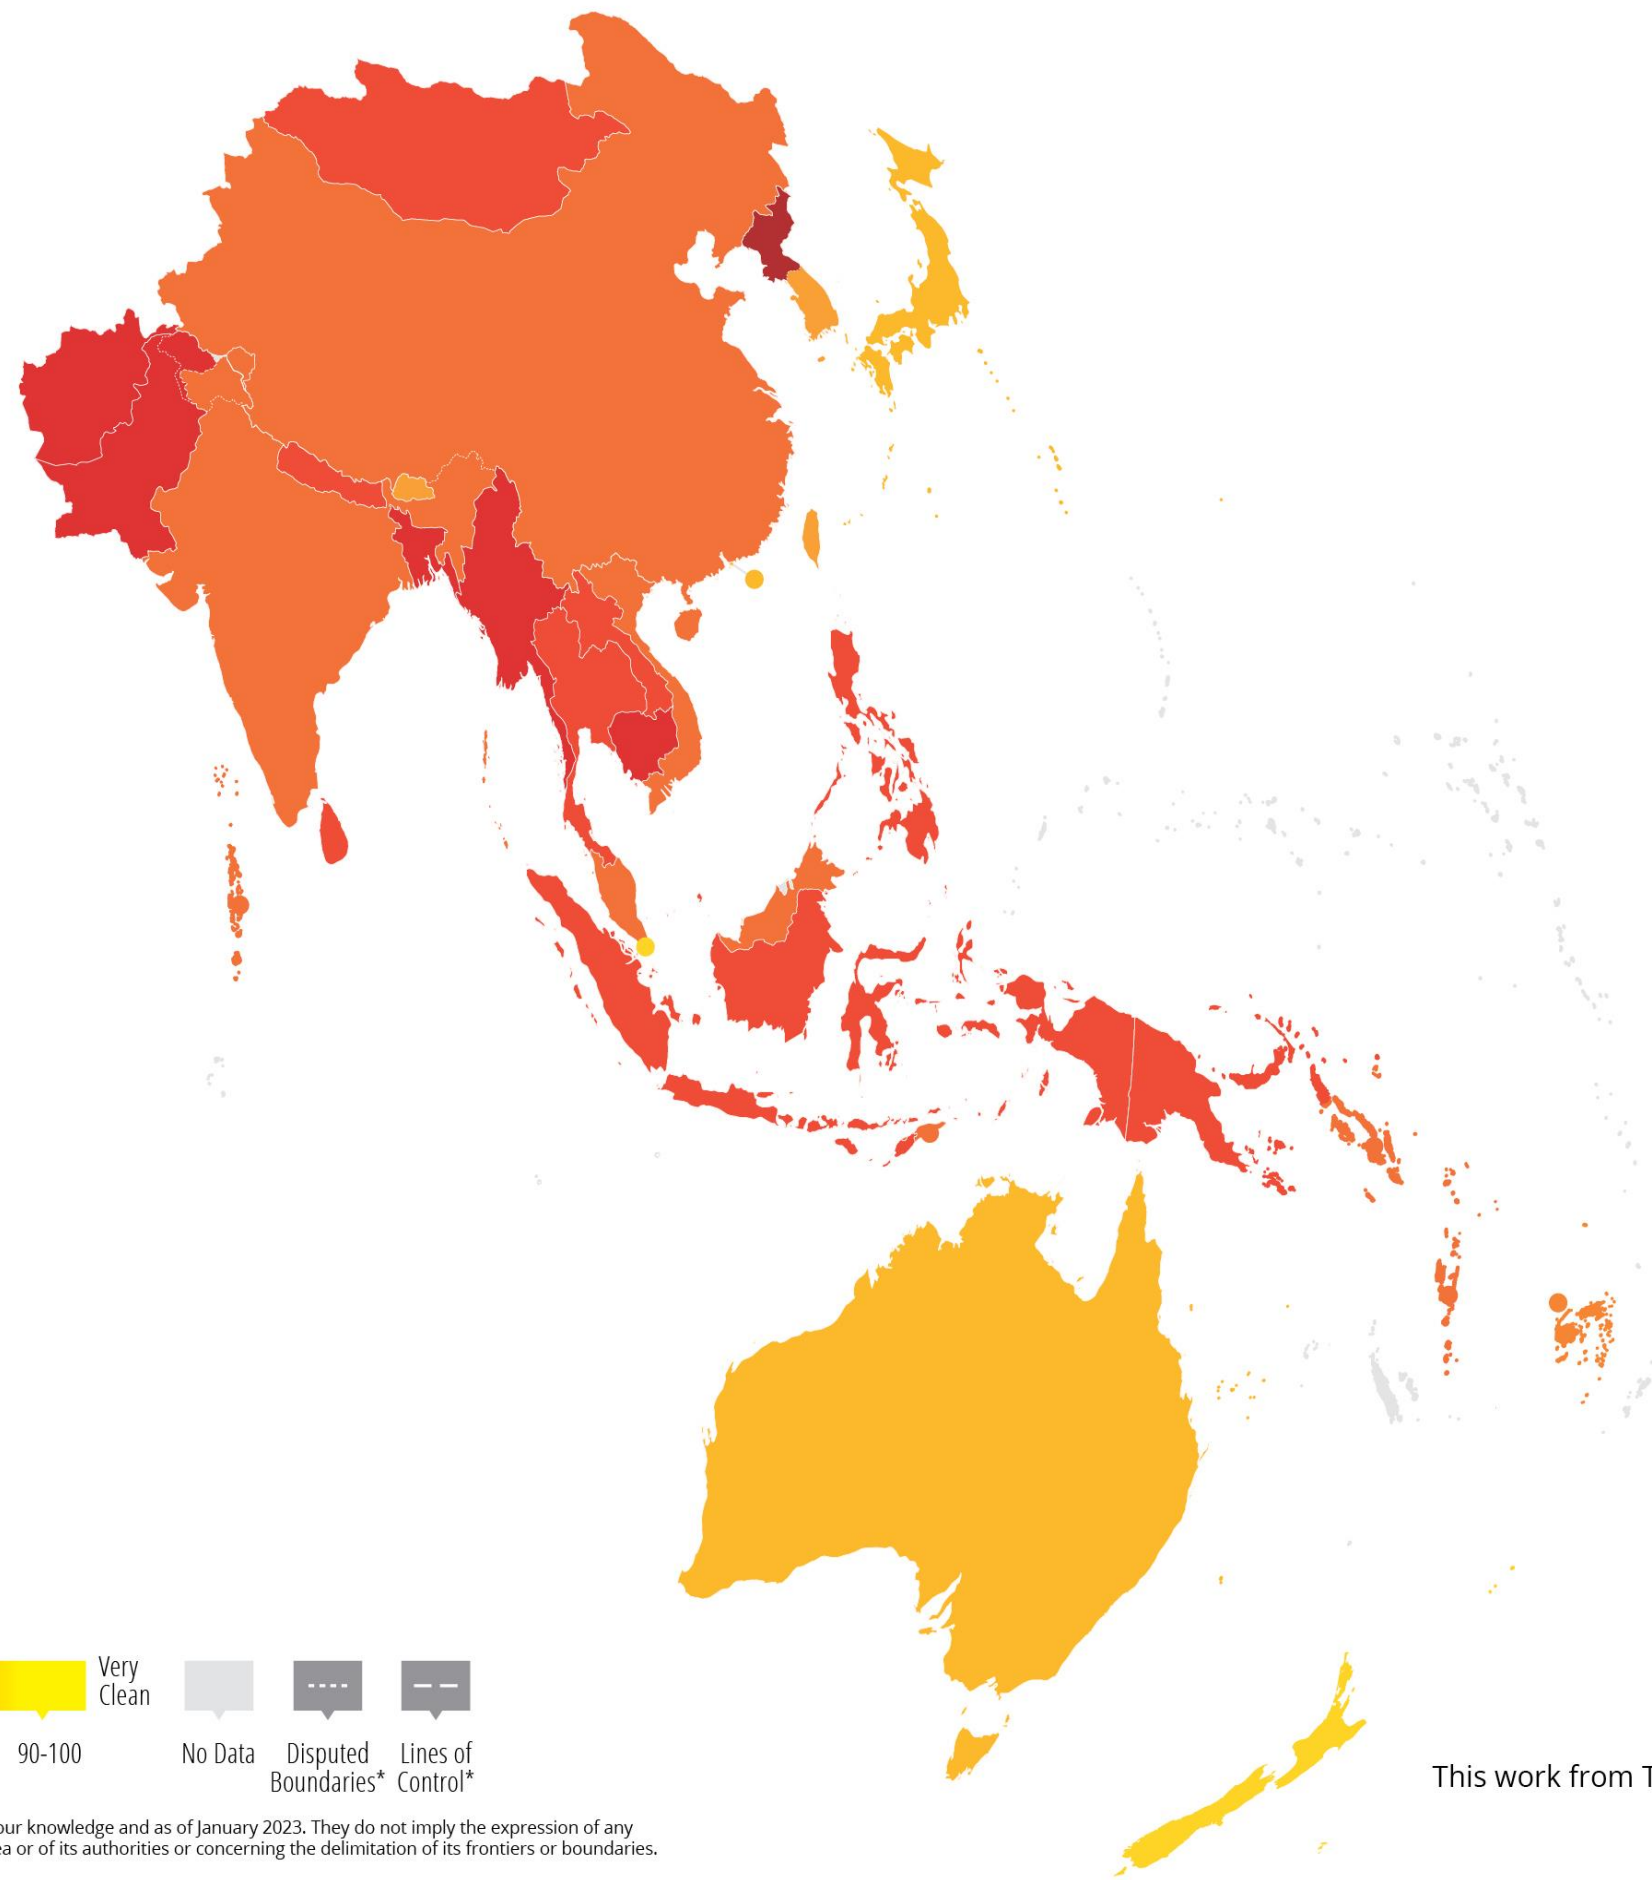 Very
Clean
90-100
No Data
Disputed
Boundaries*
Lines of
Control*
This work from
our knowledge and as of January 2023. They do not imply the expression of any
ea or of its authorities or concerning the delimitation of its frontiers or boundaries.